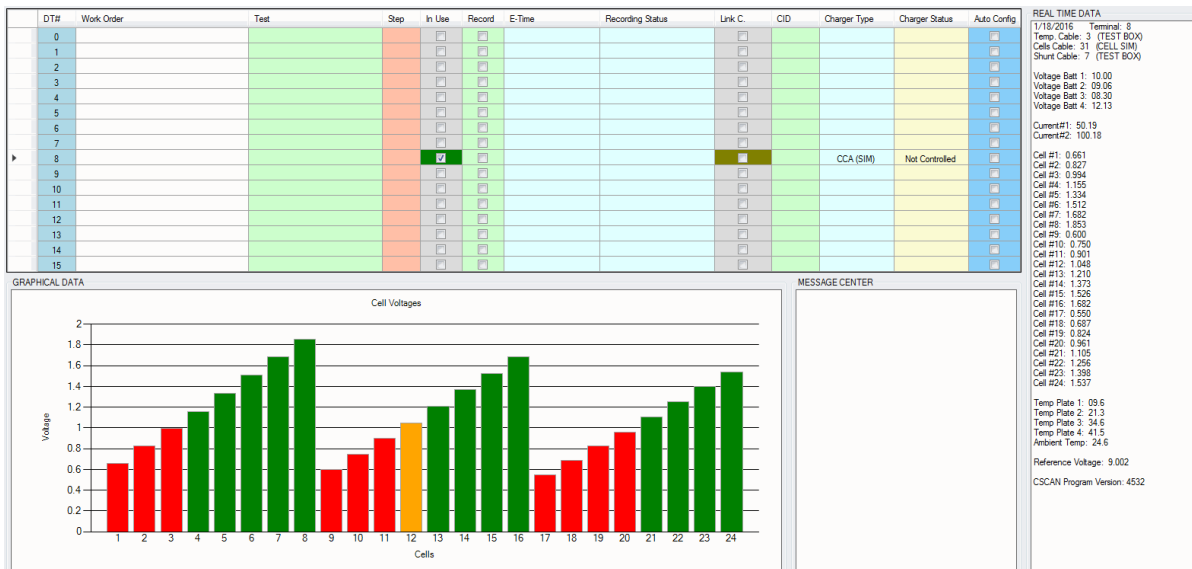 DT# Work Order Test Step In Use Record E-Time Recording Status Link C. CID Charger Type Charger Status Auto Config
0
1
2
3
4
5
6
7
8 CCA (SIM) Not Controlled
9
10
11
12
13
14
15
REAL TIME DATA
1/18/2016 Terminal: 8
Temp. Cable: 3 (TEST BOX)
Cells Cable: 31 (CELL SIM)
Shunt Cable: 7 (TEST BOX)
Voltage Batt 1: 10.00
Voltage Batt 2: 09.06
Voltage Batt 3: 08.30
Voltage Batt 4: 12.13
Current#1: 50.19
Current#2: 100.18
Cell #1: 0.661
Cell #2: 0.827
Cell #3: 0.994
Cell #4: 1.155
Cell #5: 1.334
Cell #6: 1.512
Cell #7: 1.682
Cell #8: 1.853
Cell #9: 0.600
Cell #10: 0.750
Cell #11: 0.901
Cell #12: 1.048
Cell #13: 1.210
Cell #14: 1.373
Cell #15: 1.526
Cell #16: 1.682
Cell #17: 0.550
Cell #18: 0.687
Cell #19: 0.824
Cell #20: 0.961
Cell #21: 1.105
Cell #22: 1.256
Cell #23: 1.398
Cell #24: 1.537
Temp Plate 1: 09.6
Temp Plate 2: 21.3
Temp Plate 3: 34.6
Temp Plate 4: 41.5
Ambient Temp: 24.6
Reference Voltage: 9.002
CSCAN Program Version: 4532
GRAPHICAL DATA
Cell Voltages
Voltage
2
1.8
1.6
1.4
1.2
1
0.8
0.6
0.4
0.2
0
1 2 3 4 5 6 7 8 9 10 11 12 13 14 15 16 17 18 19 20 21 22 23 24
Cells
MESSAGE CENTER